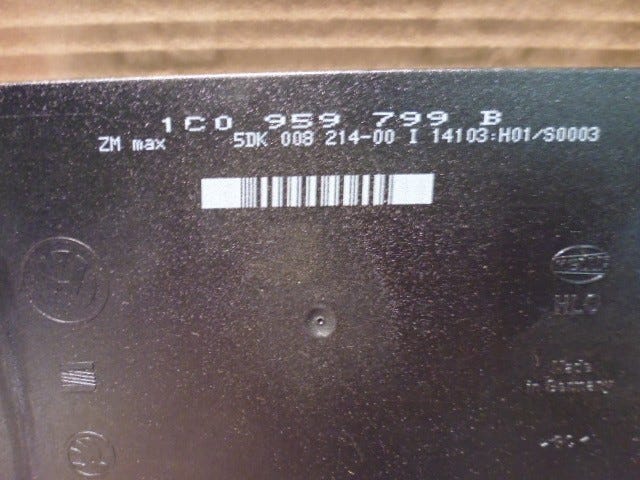 1C0 959 799 B
ZM max 5DK 008 214-00 I 14103:H01/S0003
HLO
Made
in Germany